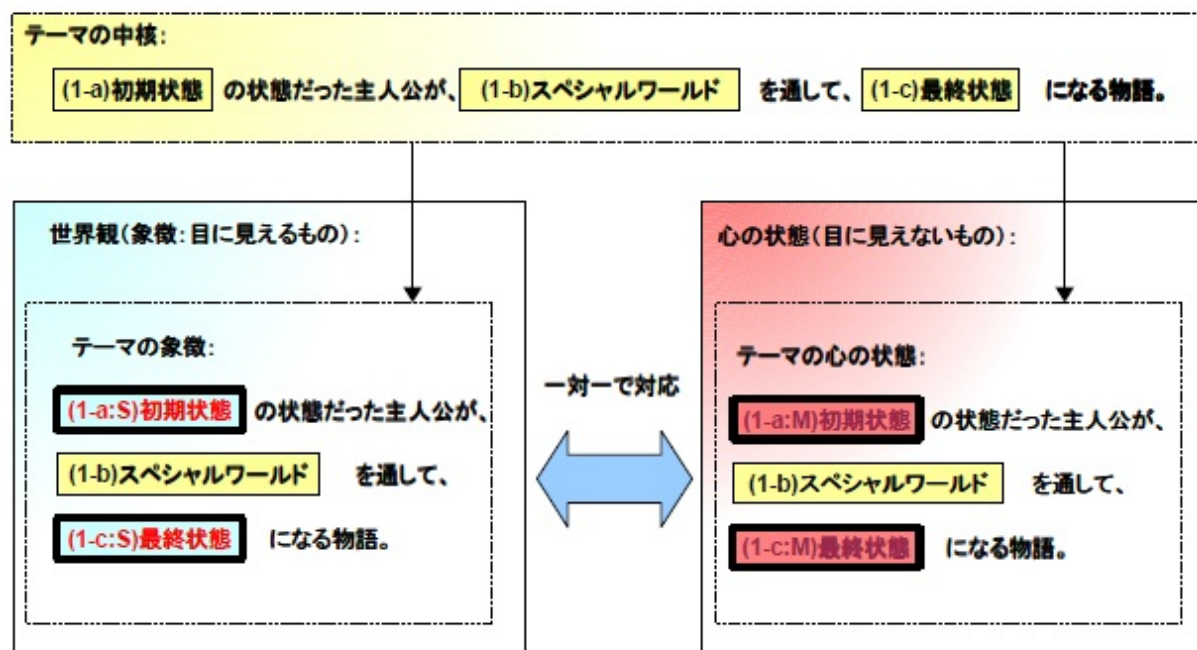 テーマの中核:
(1-a)初期状態 の状態だった主人公が、 (1-b)スペシャルワールド を通して、 (1-c)最終状態 になる物語。
世界観(象徴:目に見えるもの):
テーマの象徴:
(1-a:S)初期状態 の状態だった主人公が、
(1-b)スペシャルワールド を通して、
(1-c:S)最終状態 になる物語。
一対一で対応
心の状態(目に見えないもの):
テーマの心の状態:
(1-a:M)初期状態 の状態だった主人公が、
(1-b)スペシャルワールド を通して、
(1-c:M)最終状態 になる物語。